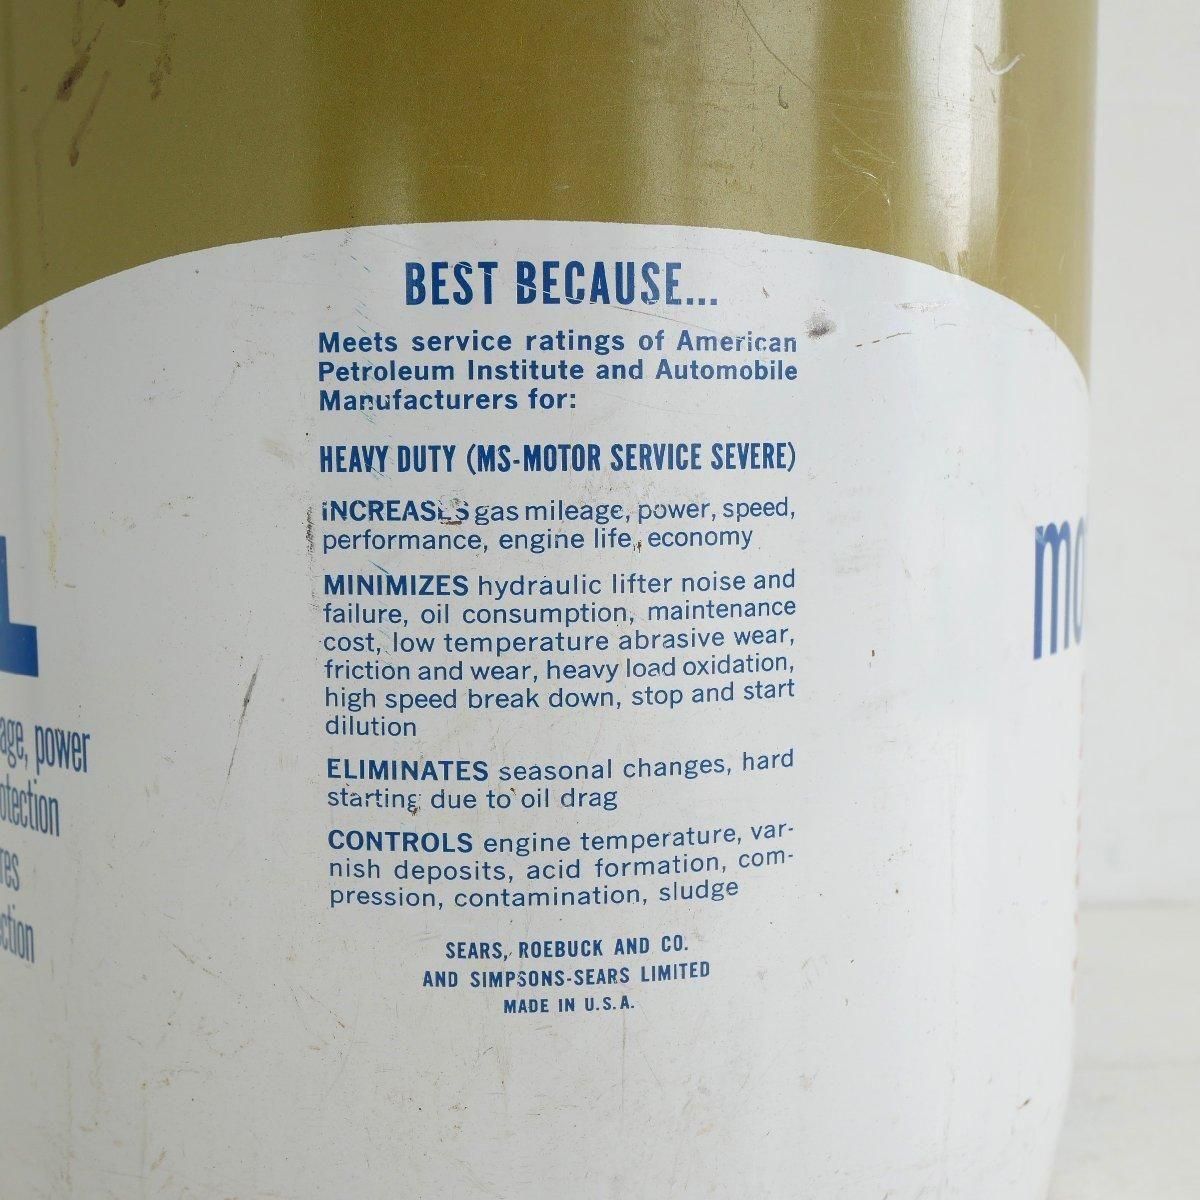 BEST BECAUSE...
Meets service ratings of American
Petroleum Institute and Automobile
Manufacturers for:
HEAVY DUTY (MS-MOTOR SERVICE SEVERE)
INCREASES gas mileage, power, speed,
performance, engine life, economy
MINIMIZES hydraulic lifter noise and
failure, oil consumption, maintenance
cost, low temperature abrasive wear,
friction and wear, heavy load oxidation,
high speed break down, stop and start
dilution
ELIMINATES seasonal changes, hard
starting due to oil drag
CONTROLS engine temperature, var-
nish deposits, acid formation, com-
pression, contamination, sludge
SEARS, ROEBUCK AND CO.
AND SIMPSONS-SEARS LIMITED
MADE IN U.S.A.
power